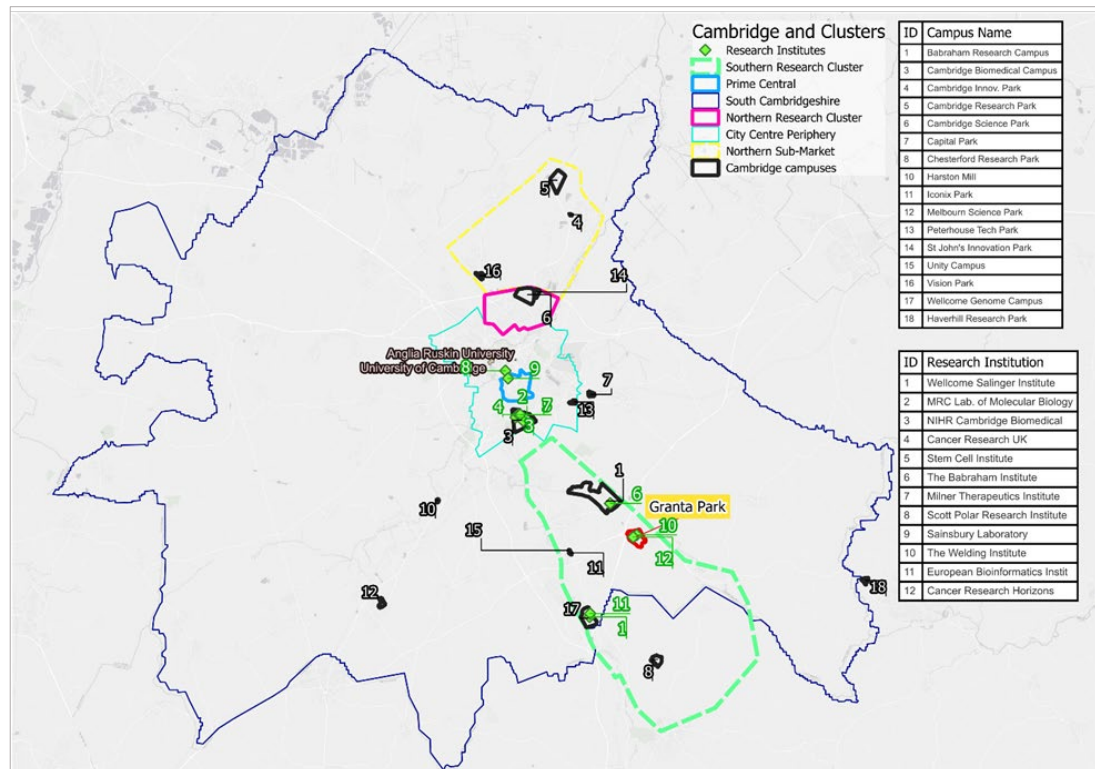 Cambridge and Clusters
Research Institutes
Southern Research Cluster
Prime Central
South Cambridgeshire
Northern Research Cluster
City Centre Periphery
Northern Sub-Market
Cambridge campuses
ID Campus Name
1 Babraham Research Campus
3 Cambridge Biomedical Campus
4 Cambridge Innov. Park
5 Cambridge Research Park
6 Cambridge Science Park
7 Capital Park
8 Chesterford Research Park
10 Harston Mill
11 Iconix Park
12 Melbourn Science Park
13 Peterhouse Tech Park
14 St John's Innovation Park
15 Unity Campus
16 Vision Park
17 Wellcome Genome Campus
18 Haverhill Research Park
ID Research Institution
1 Wellcome Salinger Institute
2 MRC Lab. of Molecular Biology
3 NIHR Cambridge Biomedical
4 Cancer Research UK
5 Stem Cell Institute
6 The Babraham Institute
7 Milner Therapeutics Institute
8 Scott Polar Research Institute
9 Sainsbury Laboratory
10 The Welding Institute
11 European Bioinformatics Instit
12 Cancer Research Horizons
5
4
16
14
6
Anglia Ruskin University
University of Cambridge
8
9
7
2
4
7
13
3
3
1
6
10
Granta Park
10
15
12
11
12
18
17
11
1
8